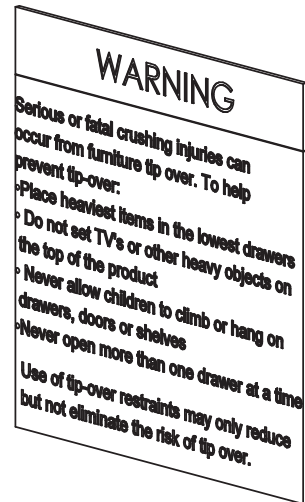 WARNING
Serious or fatal crushing injuries can
occur from furniture tip over. To help
prevent tip-over:
◦Place heaviest items in the lowest drawers
◦ Do not set TV's or other heavy objects on
the top of the product
◦ Never allow children to climb or hang on
drawers, doors or shelves
◦Never open more than one drawer at a time
Use of tip-over restraints may only reduce
but not eliminate the risk of tip over.